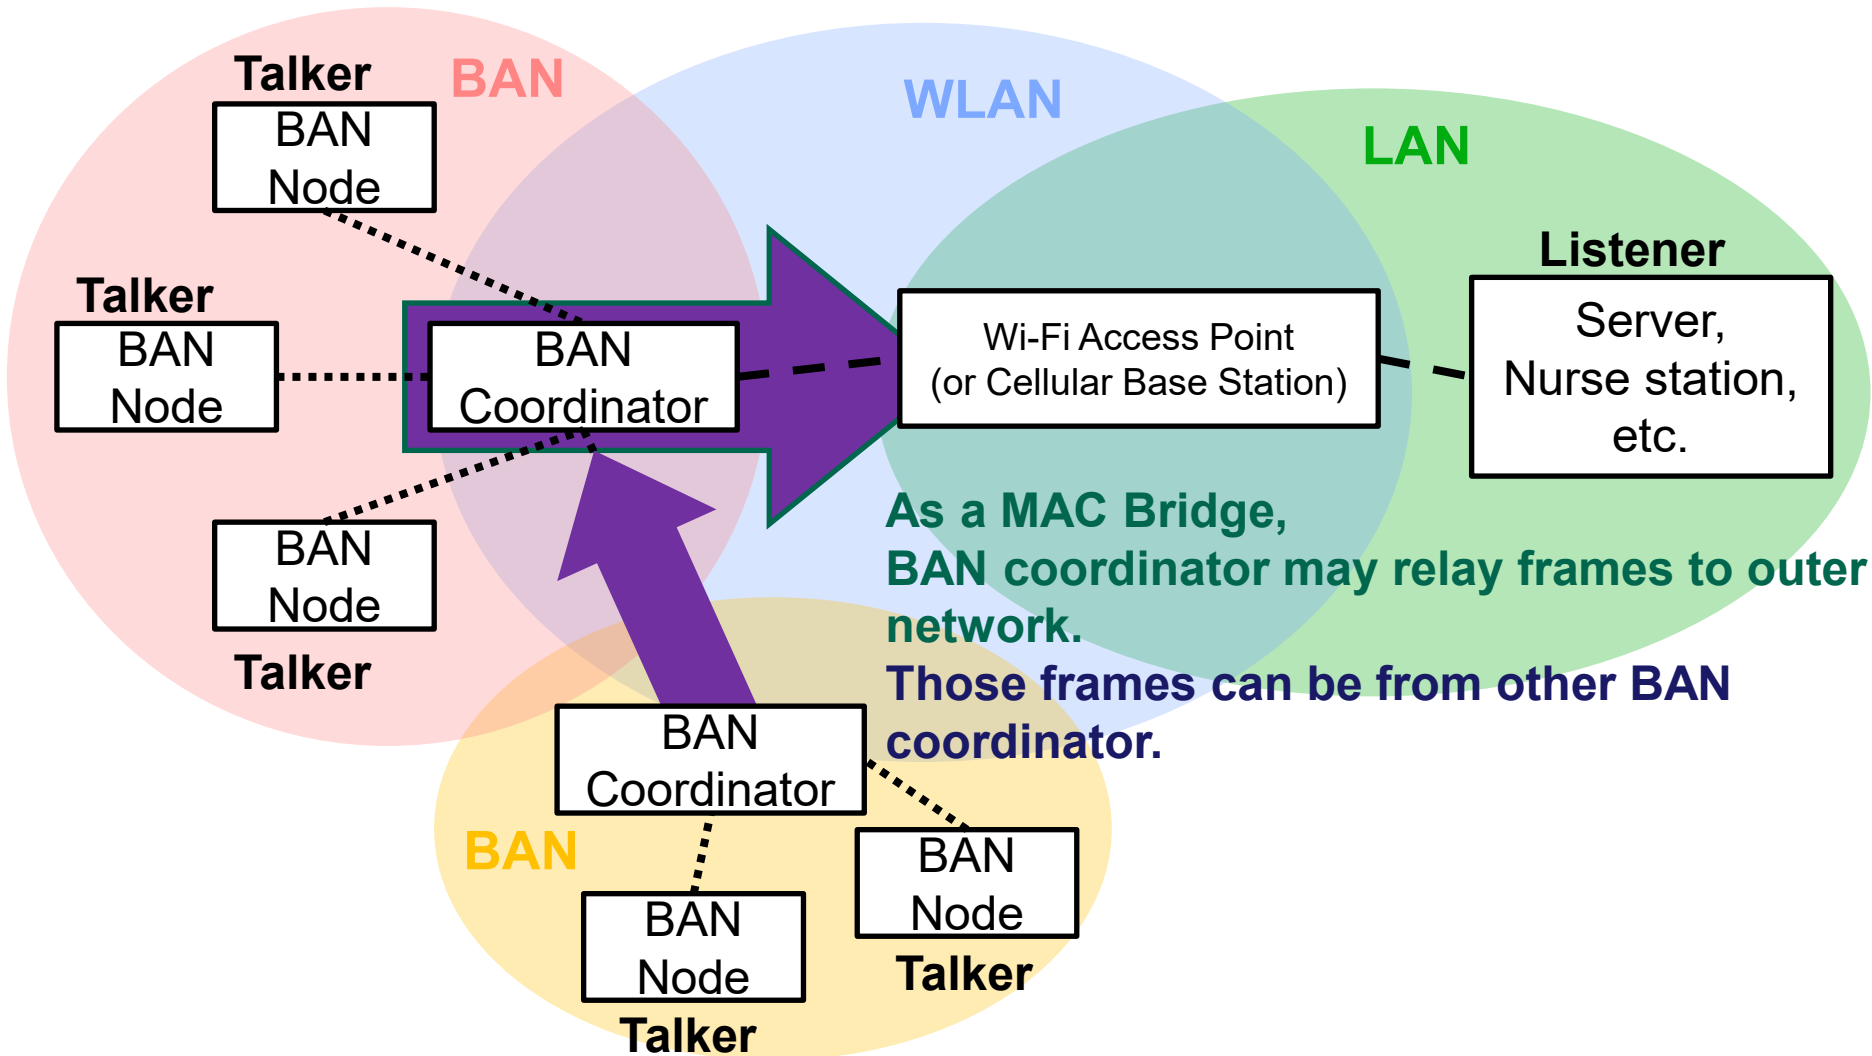 Talker
BAN
WLAN
LAN
BAN
Node
Talker
BAN
Node
BAN
Coordinator
Wi-Fi Access Point
(or Cellular Base Station)
Listener
Server,
Nurse station,
etc.
BAN
Node
Talker
As a MAC Bridge,
BAN coordinator may relay frames to outer
network.
Those frames can be from other BAN
coordinator.
BAN
Coordinator
BAN
BAN
Node
Talker
BAN
Node
Talker